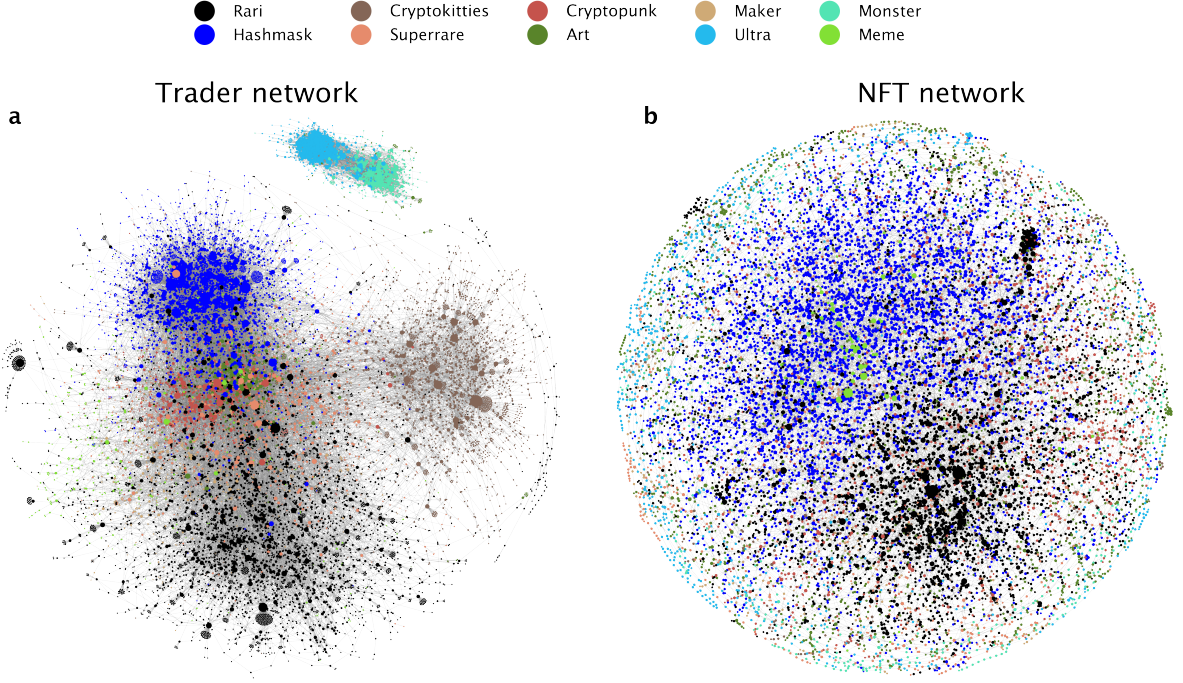 Rari Cryptokitties Cryptopunk Maker Monster
Hashmask Superrare Art Ultra Meme
Trader network NFT network
a b